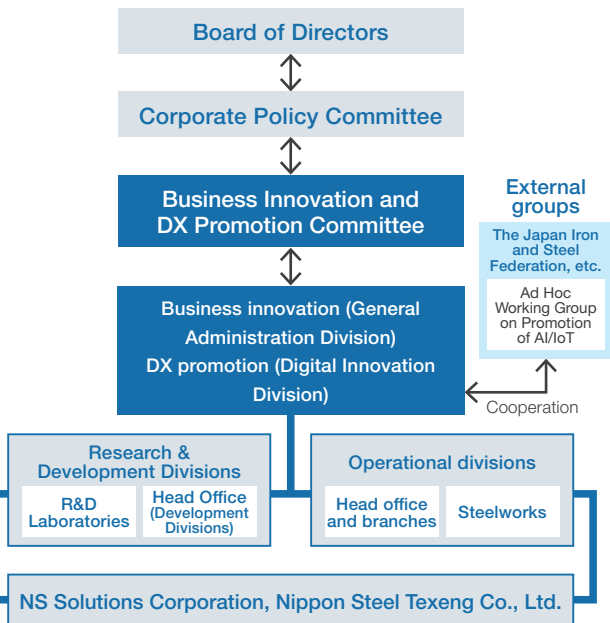 Board of Directors
Corporate Policy Committee
Business Innovation and
DX Promotion Committee
External
groups
The Japan Iron
and Steel
Federation, etc.
Ad Hoc
Working Group
on Promotion
of AI/IoT
Business innovation (General
Administration Division)
DX promotion (Digital Innovation
Division)
Cooperation
Research &
Development Divisions
R&D
Laboratories
Head Office
(Development
Divisions)
Operational divisions
Head office
and branches
Steelworks
NS Solutions Corporation, Nippon Steel Texeng Co., Ltd.